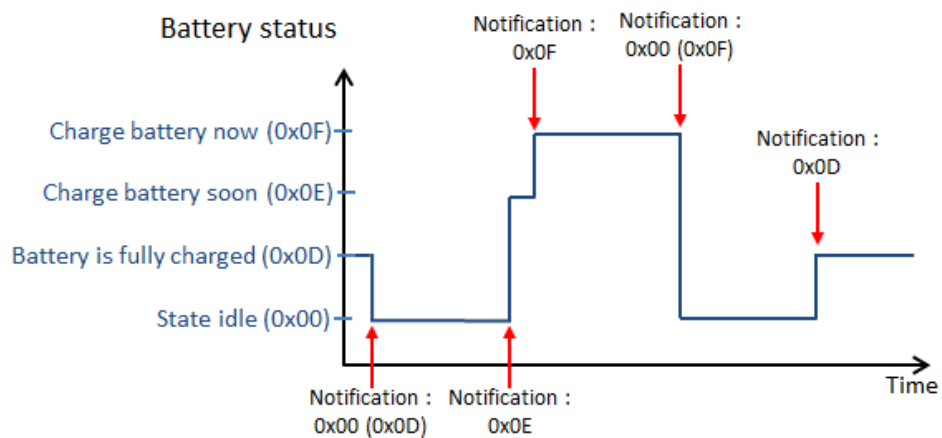 Battery status
Notification :
0x0F
Notification :
0x00 (0x0F)
Charge battery now (0x0F)
Notification :
0x0D
Charge battery soon (0x0E)
Battery is fully charged (0x0D)
State idle (0x00)
Time
Notification :
0x00 (0x0D)
Notification :
0x0E